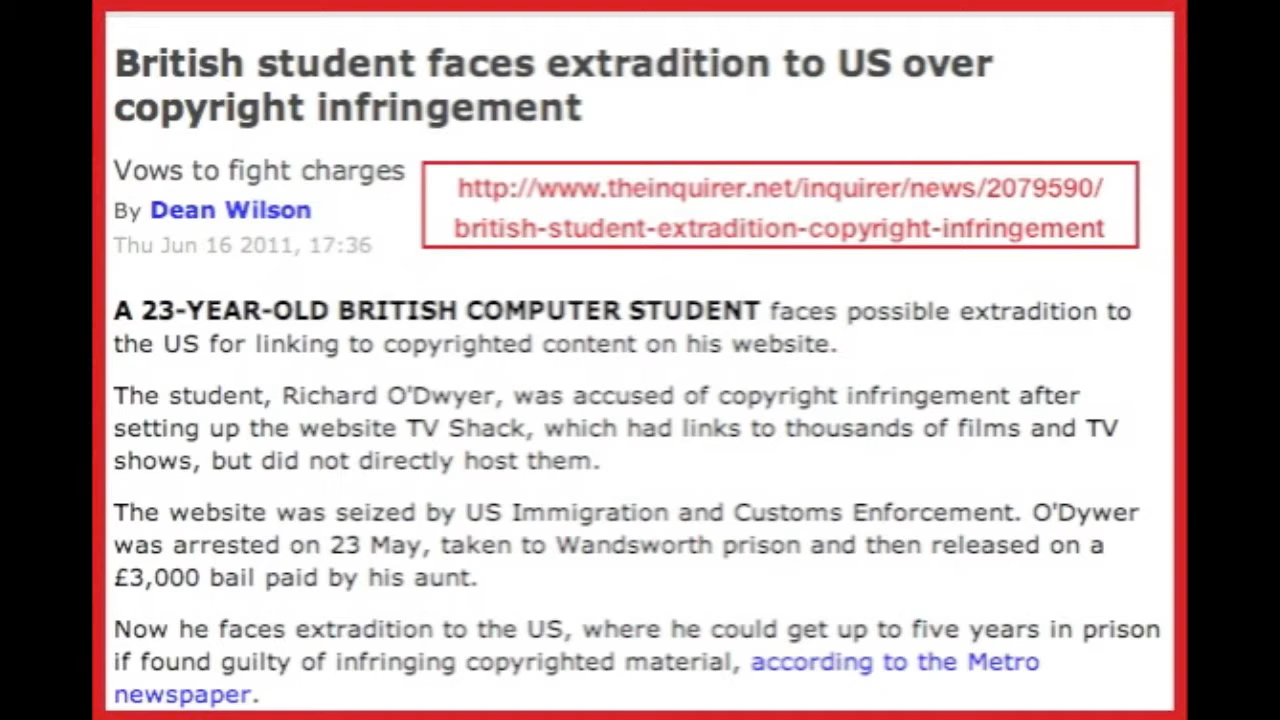 British student faces extradition to US over
copyright infringement
Vows to fight charges
By Dean Wilson
Thu Jun 16 2011, 17:36
http://www.theinquirer.net/inquirer/news/2079590/
british-student-extradition-copyright-infringement
A 23-YEAR-OLD BRITISH COMPUTER STUDENT faces possible extradition to
the US for linking to copyrighted content on his website.
The student, Richard O'Dwyer, was accused of copyright infringement after
setting up the website TV Shack, which had links to thousands of films and TV
shows, but did not directly host them.
The website was seized by US Immigration and Customs Enforcement. O'Dywer
was arrested on 23 May, taken to Wandsworth prison and then released on a
£3,000 bail paid by his aunt.
Now he faces extradition to the US, where he could get up to five years in prison
if found guilty of infringing copyrighted material, according to the Metro
newspaper.